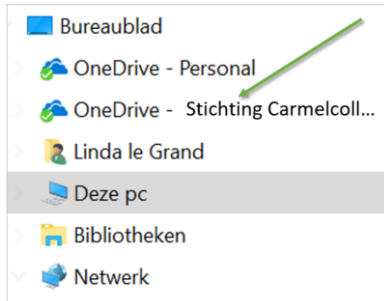 Bureaublad
OneDrive - Personal
OneDrive - Stichting Carmelcoll...
Linda le Grand
Deze pc
Bibliotheken
Netwerk